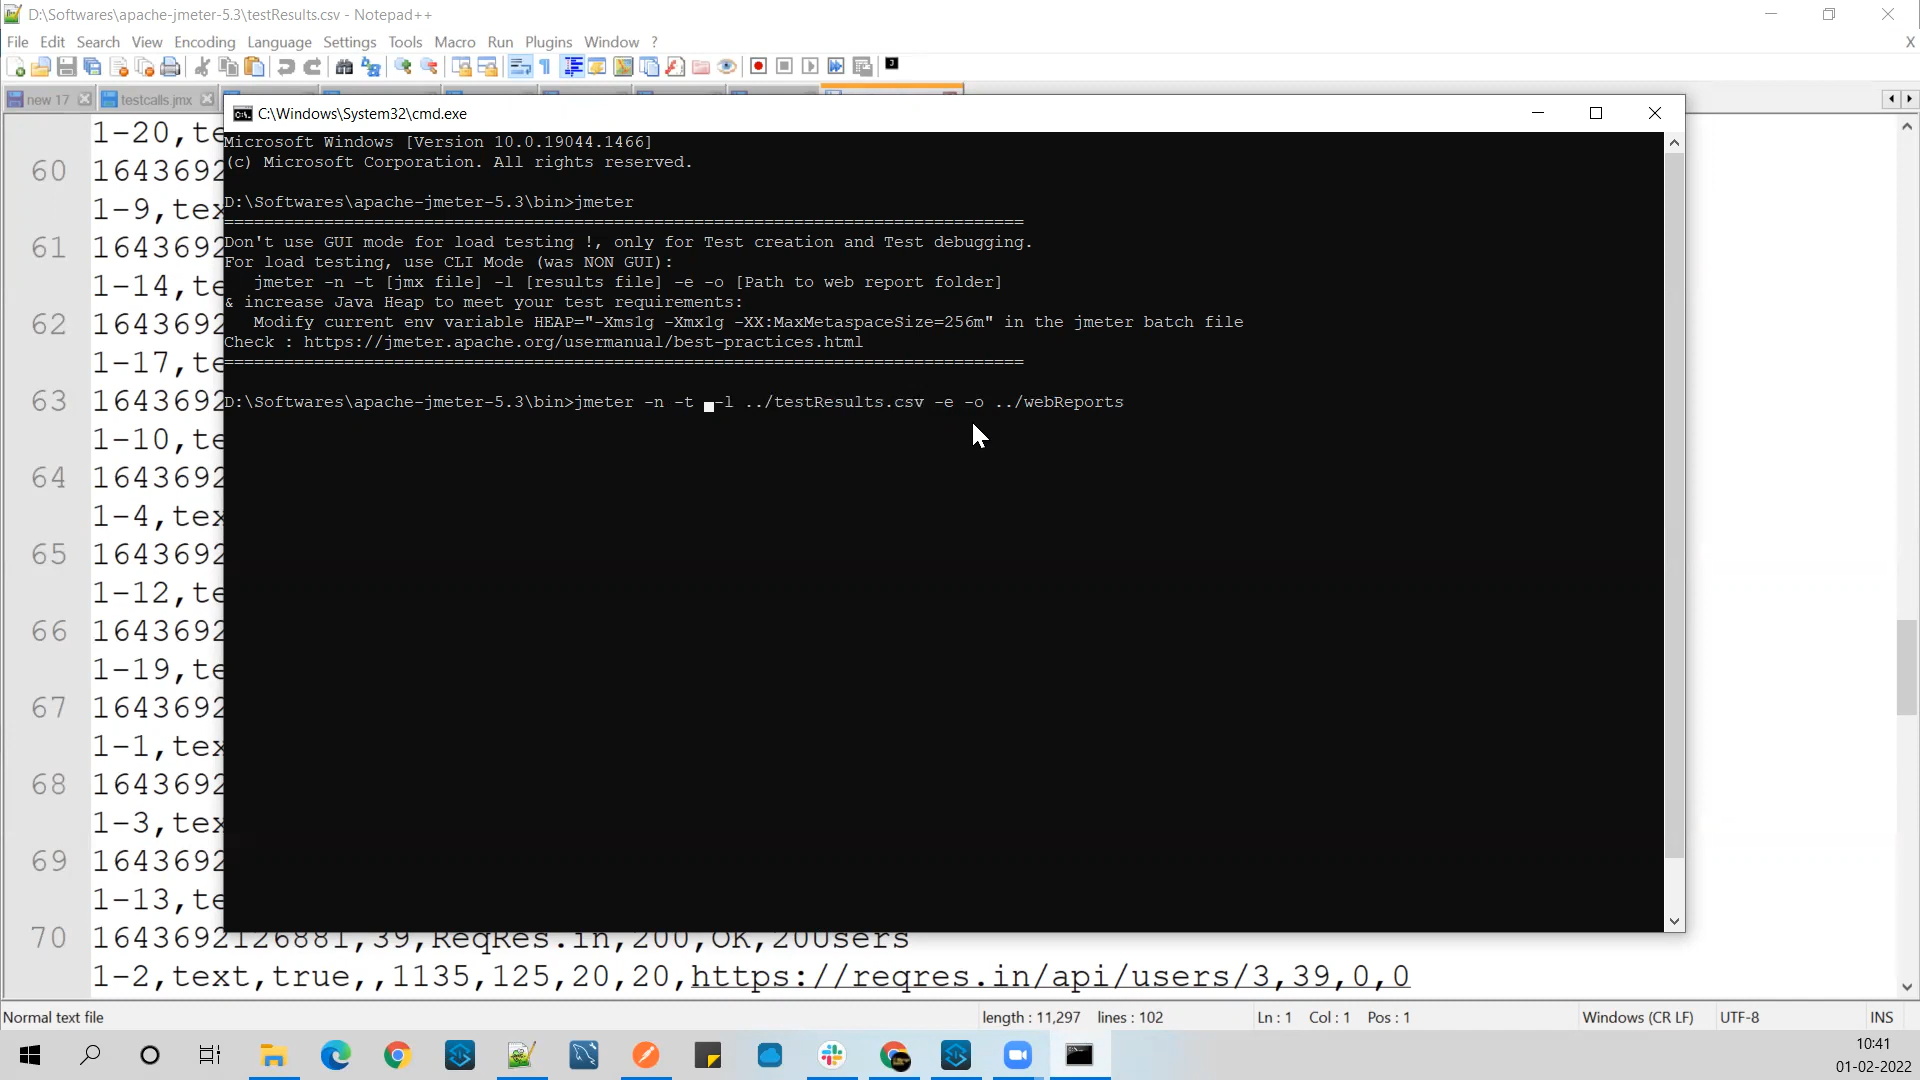 D:\Softwares\apache-jmeter-5.3\testResults.csv - Notepad++
File Edit Search View Encoding Language Settings Tools Macro Run Plugins Window ?
X
new 17 testcalls.jmx
C:\Windows\System32\cmd.exe
Microsoft Windows [Version 10.0.19044.1466]
(c) Microsoft Corporation. All rights reserved.
D:\Softwares\apache-jmeter-5.3\bin>jmeter
================================================================================
Don't use GUI mode for load testing !, only for Test creation and Test debugging.
For load testing, use CLI Mode (was NON GUI):
jmeter -n -t [jmx file] -l [results file] -e -o [Path to web report folder]
& increase Java Heap to meet your test requirements:
Modify current env variable HEAP="-Xms1g -Xmx1g -XX:MaxMetaspaceSize=256m" in the jmeter batch file
Check : https://jmeter.apache.org/usermanual/best-practices.html
================================================================================
D:\Softwares\apache-jmeter-5.3\bin>jmeter -n -t -l ../testResults.csv -e -o ../webReports
1-20,te
60 1643692
1-9,tex
61 1643692
1-14,te
62 1643692
1-17,te
63 1643692
1-10,te
64 1643692
1-4,tex
65 1643692
1-12,te
66 1643692
1-19,te
67 1643692
1-1,tex
68 1643692
1-3,tex
69 1643692
1-13,te
70 1643692126881,39,ReqRes.in,200,OK,20Users
1-2,text,true,,1135,125,20,20,https://reqres.in/api/users/3,39,0,0
Normal text file length : 11,297 lines : 102 Ln : 1 Col : 1 Pos : 1 Windows (CR LF) UTF-8 INS
10:41
01-02-2022